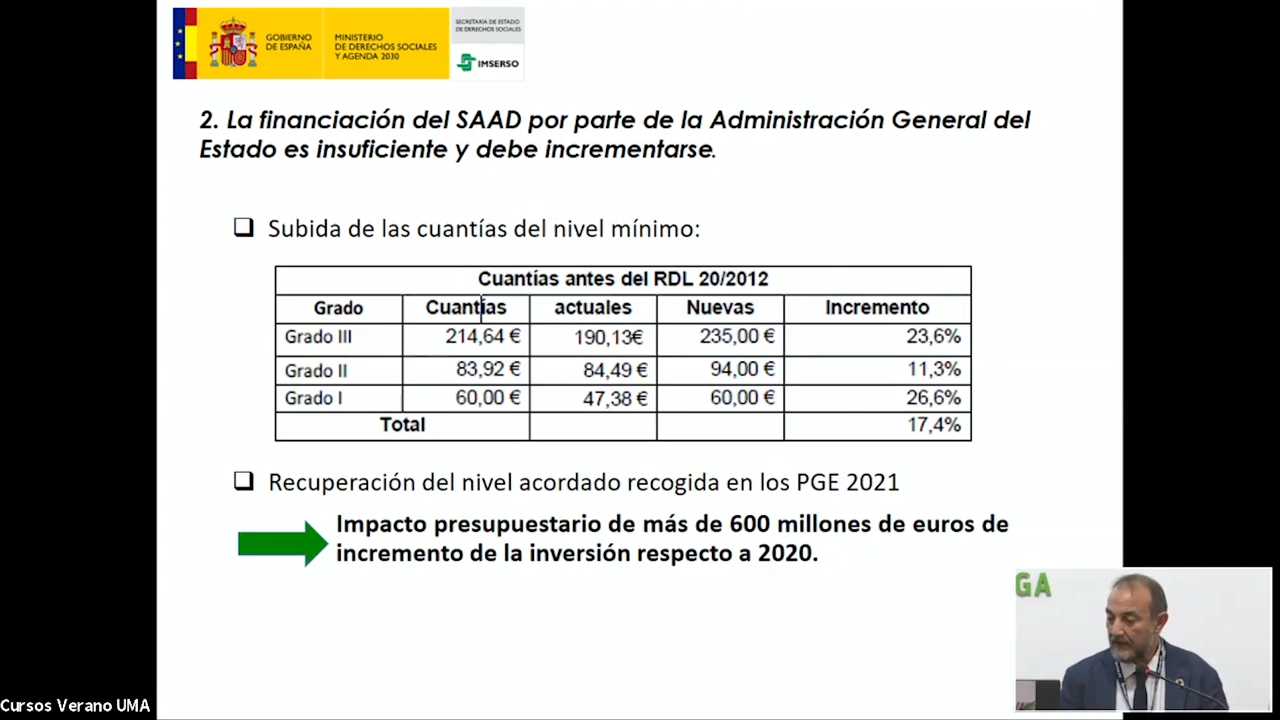 GOBIERNO
DE ESPAÑA
MINISTERIO
DE DERECHOS SOCIALES
Y AGENDA 2030
SECRETARÍA DE ESTADO
DE DERECHOS SOCIALES
IMSERSO
2. La financiación del SAAD por parte de la Administración General del
Estado es insuficiente y debe incrementarse.
Subida de las cuantías del nivel mínimo:
Cuantías antes del RDL 20/2012
Grado Cuantías actuales Nuevas Incremento
Grado III 214,64 € 190,13€ 235,00 € 23,6%
Grado II 83,92 € 84,49 € 94,00 € 11,3%
Grado I 60,00 € 47,38 € 60,00 € 26,6%
Total 17,4%
Recuperación del nivel acordado recogida en los PGE 2021
Impacto presupuestario de más de 600 millones de euros de
incremento de la inversión respecto a 2020.
GA
Cursos Verano UMA